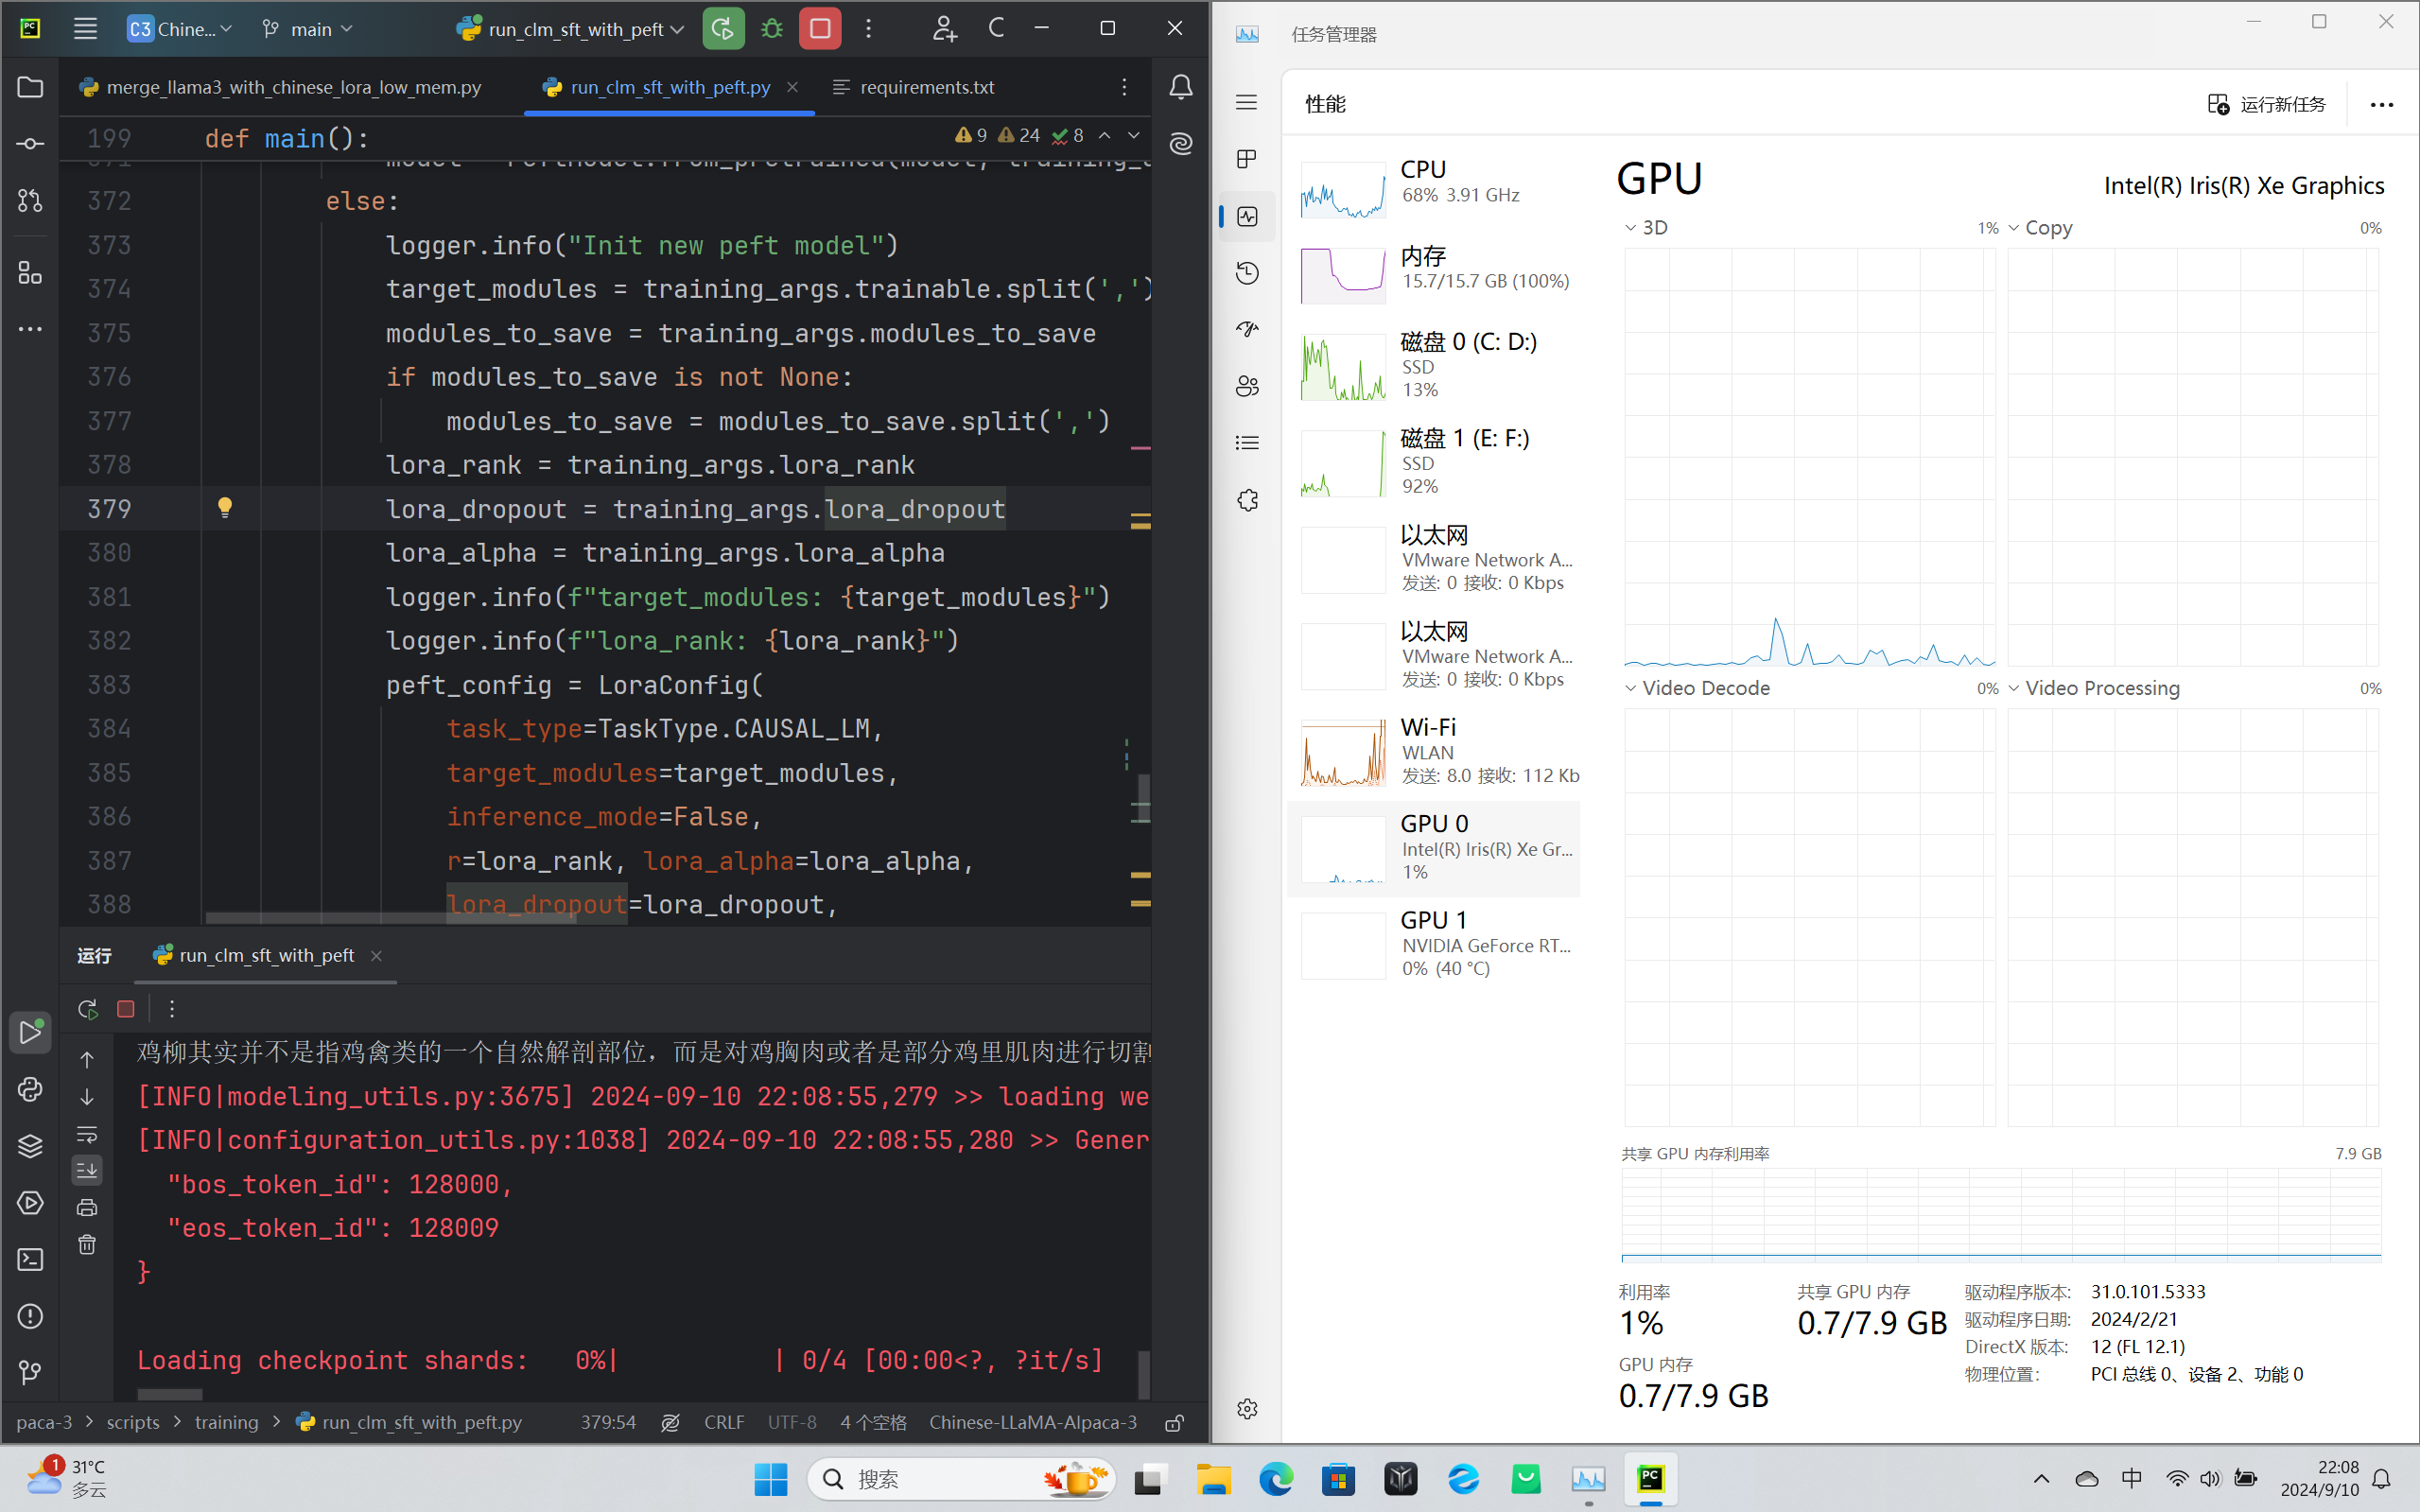 C3 Chine...
main
run_clm_sft_with_peft
merge_llama3_with_chinese_lora_low_mem.py
run_clm_sft_with_peft.py
requirements.txt
199 def main():
9 24 8
372 else:
373 logger.info("Init new peft model")
374 target_modules = training_args.trainable.split(',')
375 modules_to_save = training_args.modules_to_save
376 if modules_to_save is not None:
377 modules_to_save = modules_to_save.split(',')
378 lora_rank = training_args.lora_rank
379 lora_dropout = training_args.lora_dropout
380 lora_alpha = training_args.lora_alpha
381 logger.info(f"target_modules: {target_modules}")
382 logger.info(f"lora_rank: {lora_rank}")
383 peft_config = LoraConfig(
384 task_type=TaskType.CAUSAL_LM,
385 target_modules=target_modules,
386 inference_mode=False,
387 r=lora_rank, lora_alpha=lora_alpha,
388 lora_dropout=lora_dropout,
运行
run_clm_sft_with_peft
鸡柳其实并不是指鸡禽类的一个自然解剖部位，而是对鸡胸肉或者是部分鸡里肌肉进行切割
[INFO|modeling_utils.py:3675] 2024-09-10 22:08:55,279 >> loading we
[INFO|configuration_utils.py:1038] 2024-09-10 22:08:55,280 >> Gener
"bos_token_id": 128000,
"eos_token_id": 128009
}
Loading checkpoint shards: 0%| | 0/4 [00:00<?, ?it/s]
paca-3 > scripts > training > run_clm_sft_with_peft.py
379:54
CRLF
UTF-8
4 个空格
Chinese-LLaMA-Alpaca-3
任务管理器
性能
运行新任务
CPU
68% 3.91 GHz
内存
15.7/15.7 GB (100%)
磁盘 0 (C: D:)
SSD
13%
磁盘 1 (E: F:)
SSD
92%
以太网
VMware Network A...
发送: 0 接收: 0 Kbps
以太网
VMware Network A...
发送: 0 接收: 0 Kbps
Wi-Fi
WLAN
发送: 8.0 接收: 112 Kb
GPU 0
Intel(R) Iris(R) Xe Gr...
1%
GPU 1
NVIDIA GeForce RT...
0% (40 °C)
GPU
Intel(R) Iris(R) Xe Graphics
3D 1%
Copy 0%
Video Decode 0%
Video Processing 0%
共享 GPU 内存利用率 7.9 GB
利用率
1%
共享 GPU 内存
0.7/7.9 GB
GPU 内存
0.7/7.9 GB
驱动程序版本: 31.0.101.5333
驱动程序日期: 2024/2/21
DirectX 版本: 12 (FL 12.1)
物理位置: PCI 总线 0、设备 2、功能 0
1
31°C
多云
搜索
PC
中
22:08
2024/9/10